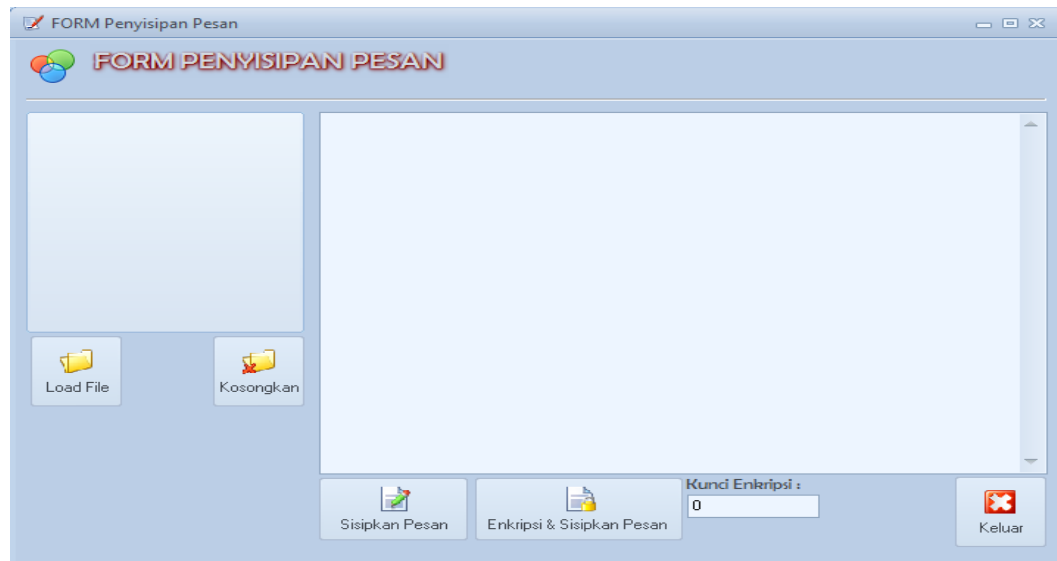 FORM Penyisipan Pesan
FORM PENYISIPAN PESAN
Load File
Kosongkan
Sisipkan Pesan
Enkripsi & Sisipkan Pesan
Kunci Enkripsi :
0
Keluar